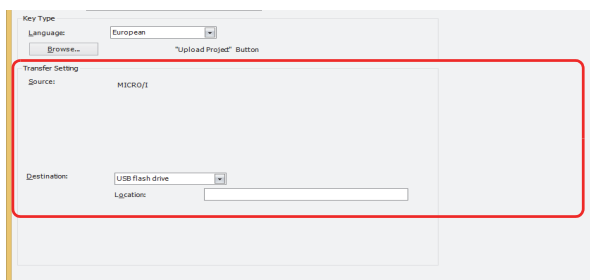 Key Type
Language: European
Browse... "Upload Project" Button
Transfer Setting
Source: MICRO/I
Destination: USB flash drive
Location: